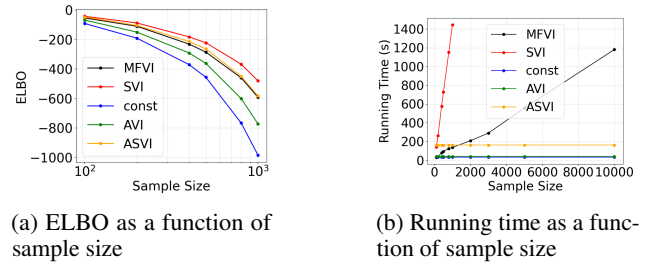 0
−200
−400
−600
−800
−1000
ELBO
MFVI
SVI
const
AVI
ASVI
10²
10³
Sample Size
1400
1200
1000
800
600
400
200
0
Running Time (s)
MFVI
SVI
const
AVI
ASVI
0 2000 4000 6000 8000 10000
Sample Size
(a) ELBO as a function of
sample size
(b) Running time as a func-
tion of sample size